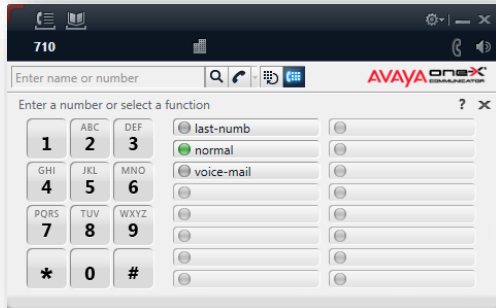 710
Enter name or number
AVAYA one-X
COMMUNICATOR
Enter a number or select a function ? X
1 ABC 2 DEF 3
GHI 4 JKL 5 MNO 6
PQRS 7 TUV 8 WXYZ 9
* 0 #
last-numb
normal
voice-mail